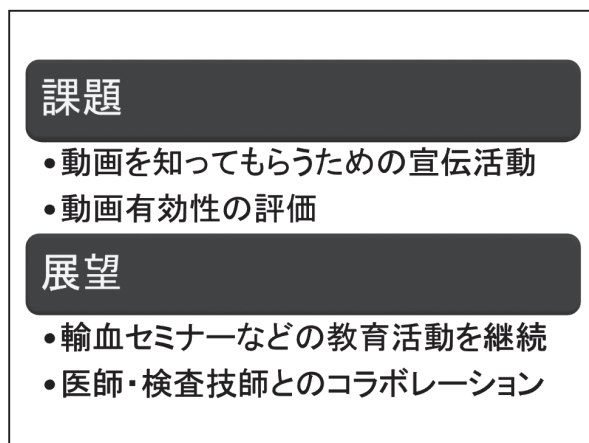 課題
•動画を知ってもらうための宣伝活動
•動画有効性の評価
展望
•輸血セミナーなどの教育活動を継続
•医師・検査技師とのコラボレーション